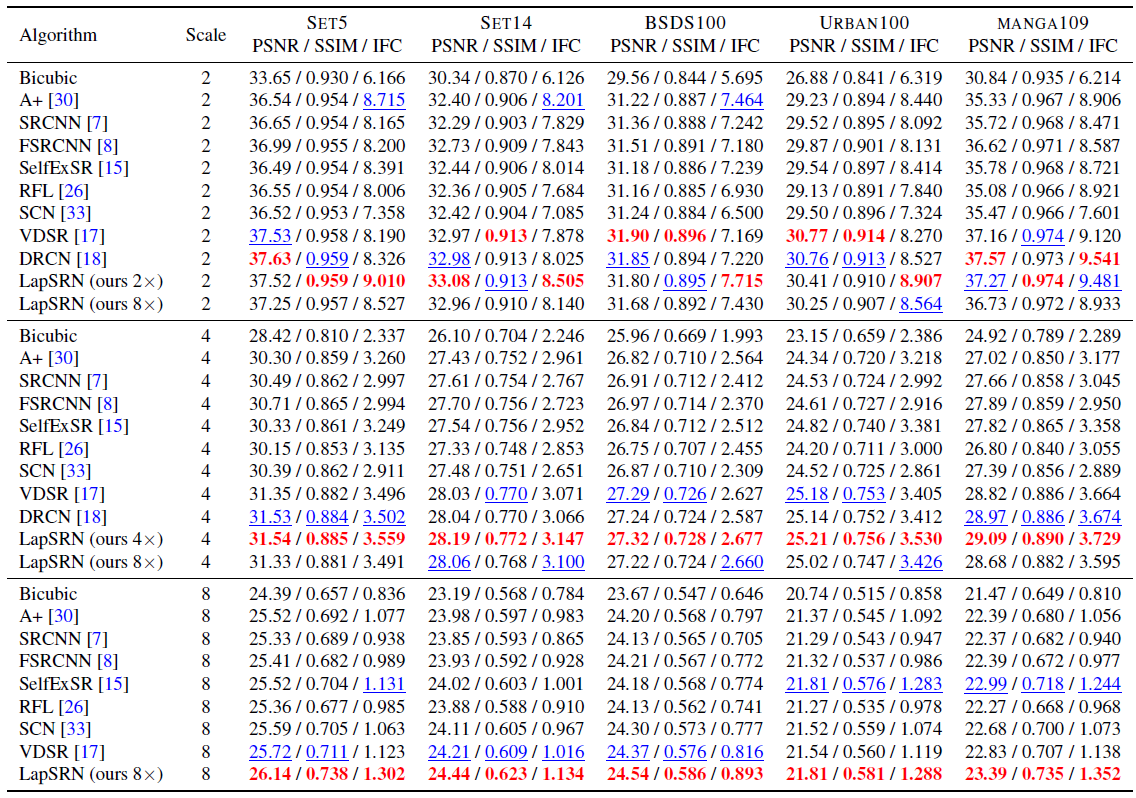 Algorithm Scale SET5 SET14 BSDS100 URBAN100 MANGA109
PSNR / SSIM / IFC PSNR / SSIM / IFC PSNR / SSIM / IFC PSNR / SSIM / IFC PSNR / SSIM / IFC
Bicubic 2 33.65 / 0.930 / 6.166 30.34 / 0.870 / 6.126 29.56 / 0.844 / 5.695 26.88 / 0.841 / 6.319 30.84 / 0.935 / 6.214
A+ [30] 2 36.54 / 0.954 / 8.715 32.40 / 0.906 / 8.201 31.22 / 0.887 / 7.464 29.23 / 0.894 / 8.440 35.33 / 0.967 / 8.906
SRCNN [7] 2 36.65 / 0.954 / 8.165 32.29 / 0.903 / 7.829 31.36 / 0.888 / 7.242 29.52 / 0.895 / 8.092 35.72 / 0.968 / 8.471
FSRCNN [8] 2 36.99 / 0.955 / 8.200 32.73 / 0.909 / 7.843 31.51 / 0.891 / 7.180 29.87 / 0.901 / 8.131 36.62 / 0.971 / 8.587
SelfExSR [15] 2 36.49 / 0.954 / 8.391 32.44 / 0.906 / 8.014 31.18 / 0.886 / 7.239 29.54 / 0.897 / 8.414 35.78 / 0.968 / 8.721
RFL [26] 2 36.55 / 0.954 / 8.006 32.36 / 0.905 / 7.684 31.16 / 0.885 / 6.930 29.13 / 0.891 / 7.840 35.08 / 0.966 / 8.921
SCN [33] 2 36.52 / 0.953 / 7.358 32.42 / 0.904 / 7.085 31.24 / 0.884 / 6.500 29.50 / 0.896 / 7.324 35.47 / 0.966 / 7.601
VDSR [17] 2 37.53 / 0.958 / 8.190 32.97 / 0.913 / 7.878 31.90 / 0.896 / 7.169 30.77 / 0.914 / 8.270 37.16 / 0.974 / 9.120
DRCN [18] 2 37.63 / 0.959 / 8.326 32.98 / 0.913 / 8.025 31.85 / 0.894 / 7.220 30.76 / 0.913 / 8.527 37.57 / 0.973 / 9.541
LapSRN (ours 2×) 2 37.52 / 0.959 / 9.010 33.08 / 0.913 / 8.505 31.80 / 0.895 / 7.715 30.41 / 0.910 / 8.907 37.27 / 0.974 / 9.481
LapSRN (ours 8×) 2 37.25 / 0.957 / 8.527 32.96 / 0.910 / 8.140 31.68 / 0.892 / 7.430 30.25 / 0.907 / 8.564 36.73 / 0.972 / 8.933
Bicubic 4 28.42 / 0.810 / 2.337 26.10 / 0.704 / 2.246 25.96 / 0.669 / 1.993 23.15 / 0.659 / 2.386 24.92 / 0.789 / 2.289
A+ [30] 4 30.30 / 0.859 / 3.260 27.43 / 0.752 / 2.961 26.82 / 0.710 / 2.564 24.34 / 0.720 / 3.218 27.02 / 0.850 / 3.177
SRCNN [7] 4 30.49 / 0.862 / 2.997 27.61 / 0.754 / 2.767 26.91 / 0.712 / 2.412 24.53 / 0.724 / 2.992 27.66 / 0.858 / 3.045
FSRCNN [8] 4 30.71 / 0.865 / 2.994 27.70 / 0.756 / 2.723 26.97 / 0.714 / 2.370 24.61 / 0.727 / 2.916 27.89 / 0.859 / 2.950
SelfExSR [15] 4 30.33 / 0.861 / 3.249 27.54 / 0.756 / 2.952 26.84 / 0.712 / 2.512 24.82 / 0.740 / 3.381 27.82 / 0.865 / 3.358
RFL [26] 4 30.15 / 0.853 / 3.135 27.33 / 0.748 / 2.853 26.75 / 0.707 / 2.455 24.20 / 0.711 / 3.000 26.80 / 0.840 / 3.055
SCN [33] 4 30.39 / 0.862 / 2.911 27.48 / 0.751 / 2.651 26.87 / 0.710 / 2.309 24.52 / 0.725 / 2.861 27.39 / 0.856 / 2.889
VDSR [17] 4 31.35 / 0.882 / 3.496 28.03 / 0.770 / 3.071 27.29 / 0.726 / 2.627 25.18 / 0.753 / 3.405 28.82 / 0.886 / 3.664
DRCN [18] 4 31.53 / 0.884 / 3.502 28.04 / 0.770 / 3.066 27.24 / 0.724 / 2.587 25.14 / 0.752 / 3.412 28.97 / 0.886 / 3.674
LapSRN (ours 4×) 4 31.54 / 0.885 / 3.559 28.19 / 0.772 / 3.147 27.32 / 0.728 / 2.677 25.21 / 0.756 / 3.530 29.09 / 0.890 / 3.729
LapSRN (ours 8×) 4 31.33 / 0.881 / 3.491 28.06 / 0.768 / 3.100 27.22 / 0.724 / 2.660 25.02 / 0.747 / 3.426 28.68 / 0.882 / 3.595
Bicubic 8 24.39 / 0.657 / 0.836 23.19 / 0.568 / 0.784 23.67 / 0.547 / 0.646 20.74 / 0.515 / 0.858 21.47 / 0.649 / 0.810
A+ [30] 8 25.52 / 0.692 / 1.077 23.98 / 0.597 / 0.983 24.20 / 0.568 / 0.797 21.37 / 0.545 / 1.092 22.39 / 0.680 / 1.056
SRCNN [7] 8 25.33 / 0.689 / 0.938 23.85 / 0.593 / 0.865 24.13 / 0.565 / 0.705 21.29 / 0.543 / 0.947 22.37 / 0.682 / 0.940
FSRCNN [8] 8 25.41 / 0.682 / 0.989 23.93 / 0.592 / 0.928 24.21 / 0.567 / 0.772 21.32 / 0.537 / 0.986 22.39 / 0.672 / 0.977
SelfExSR [15] 8 25.52 / 0.704 / 1.131 24.02 / 0.603 / 1.001 24.18 / 0.568 / 0.774 21.81 / 0.576 / 1.283 22.99 / 0.718 / 1.244
RFL [26] 8 25.36 / 0.677 / 0.985 23.88 / 0.588 / 0.910 24.13 / 0.562 / 0.741 21.27 / 0.535 / 0.978 22.27 / 0.668 / 0.968
SCN [33] 8 25.59 / 0.705 / 1.063 24.11 / 0.605 / 0.967 24.30 / 0.573 / 0.777 21.52 / 0.559 / 1.074 22.68 / 0.700 / 1.073
VDSR [17] 8 25.72 / 0.711 / 1.123 24.21 / 0.609 / 1.016 24.37 / 0.576 / 0.816 21.54 / 0.560 / 1.119 22.83 / 0.707 / 1.138
LapSRN (ours 8×) 8 26.14 / 0.738 / 1.302 24.44 / 0.623 / 1.134 24.54 / 0.586 / 0.893 21.81 / 0.581 / 1.288 23.39 / 0.735 / 1.352